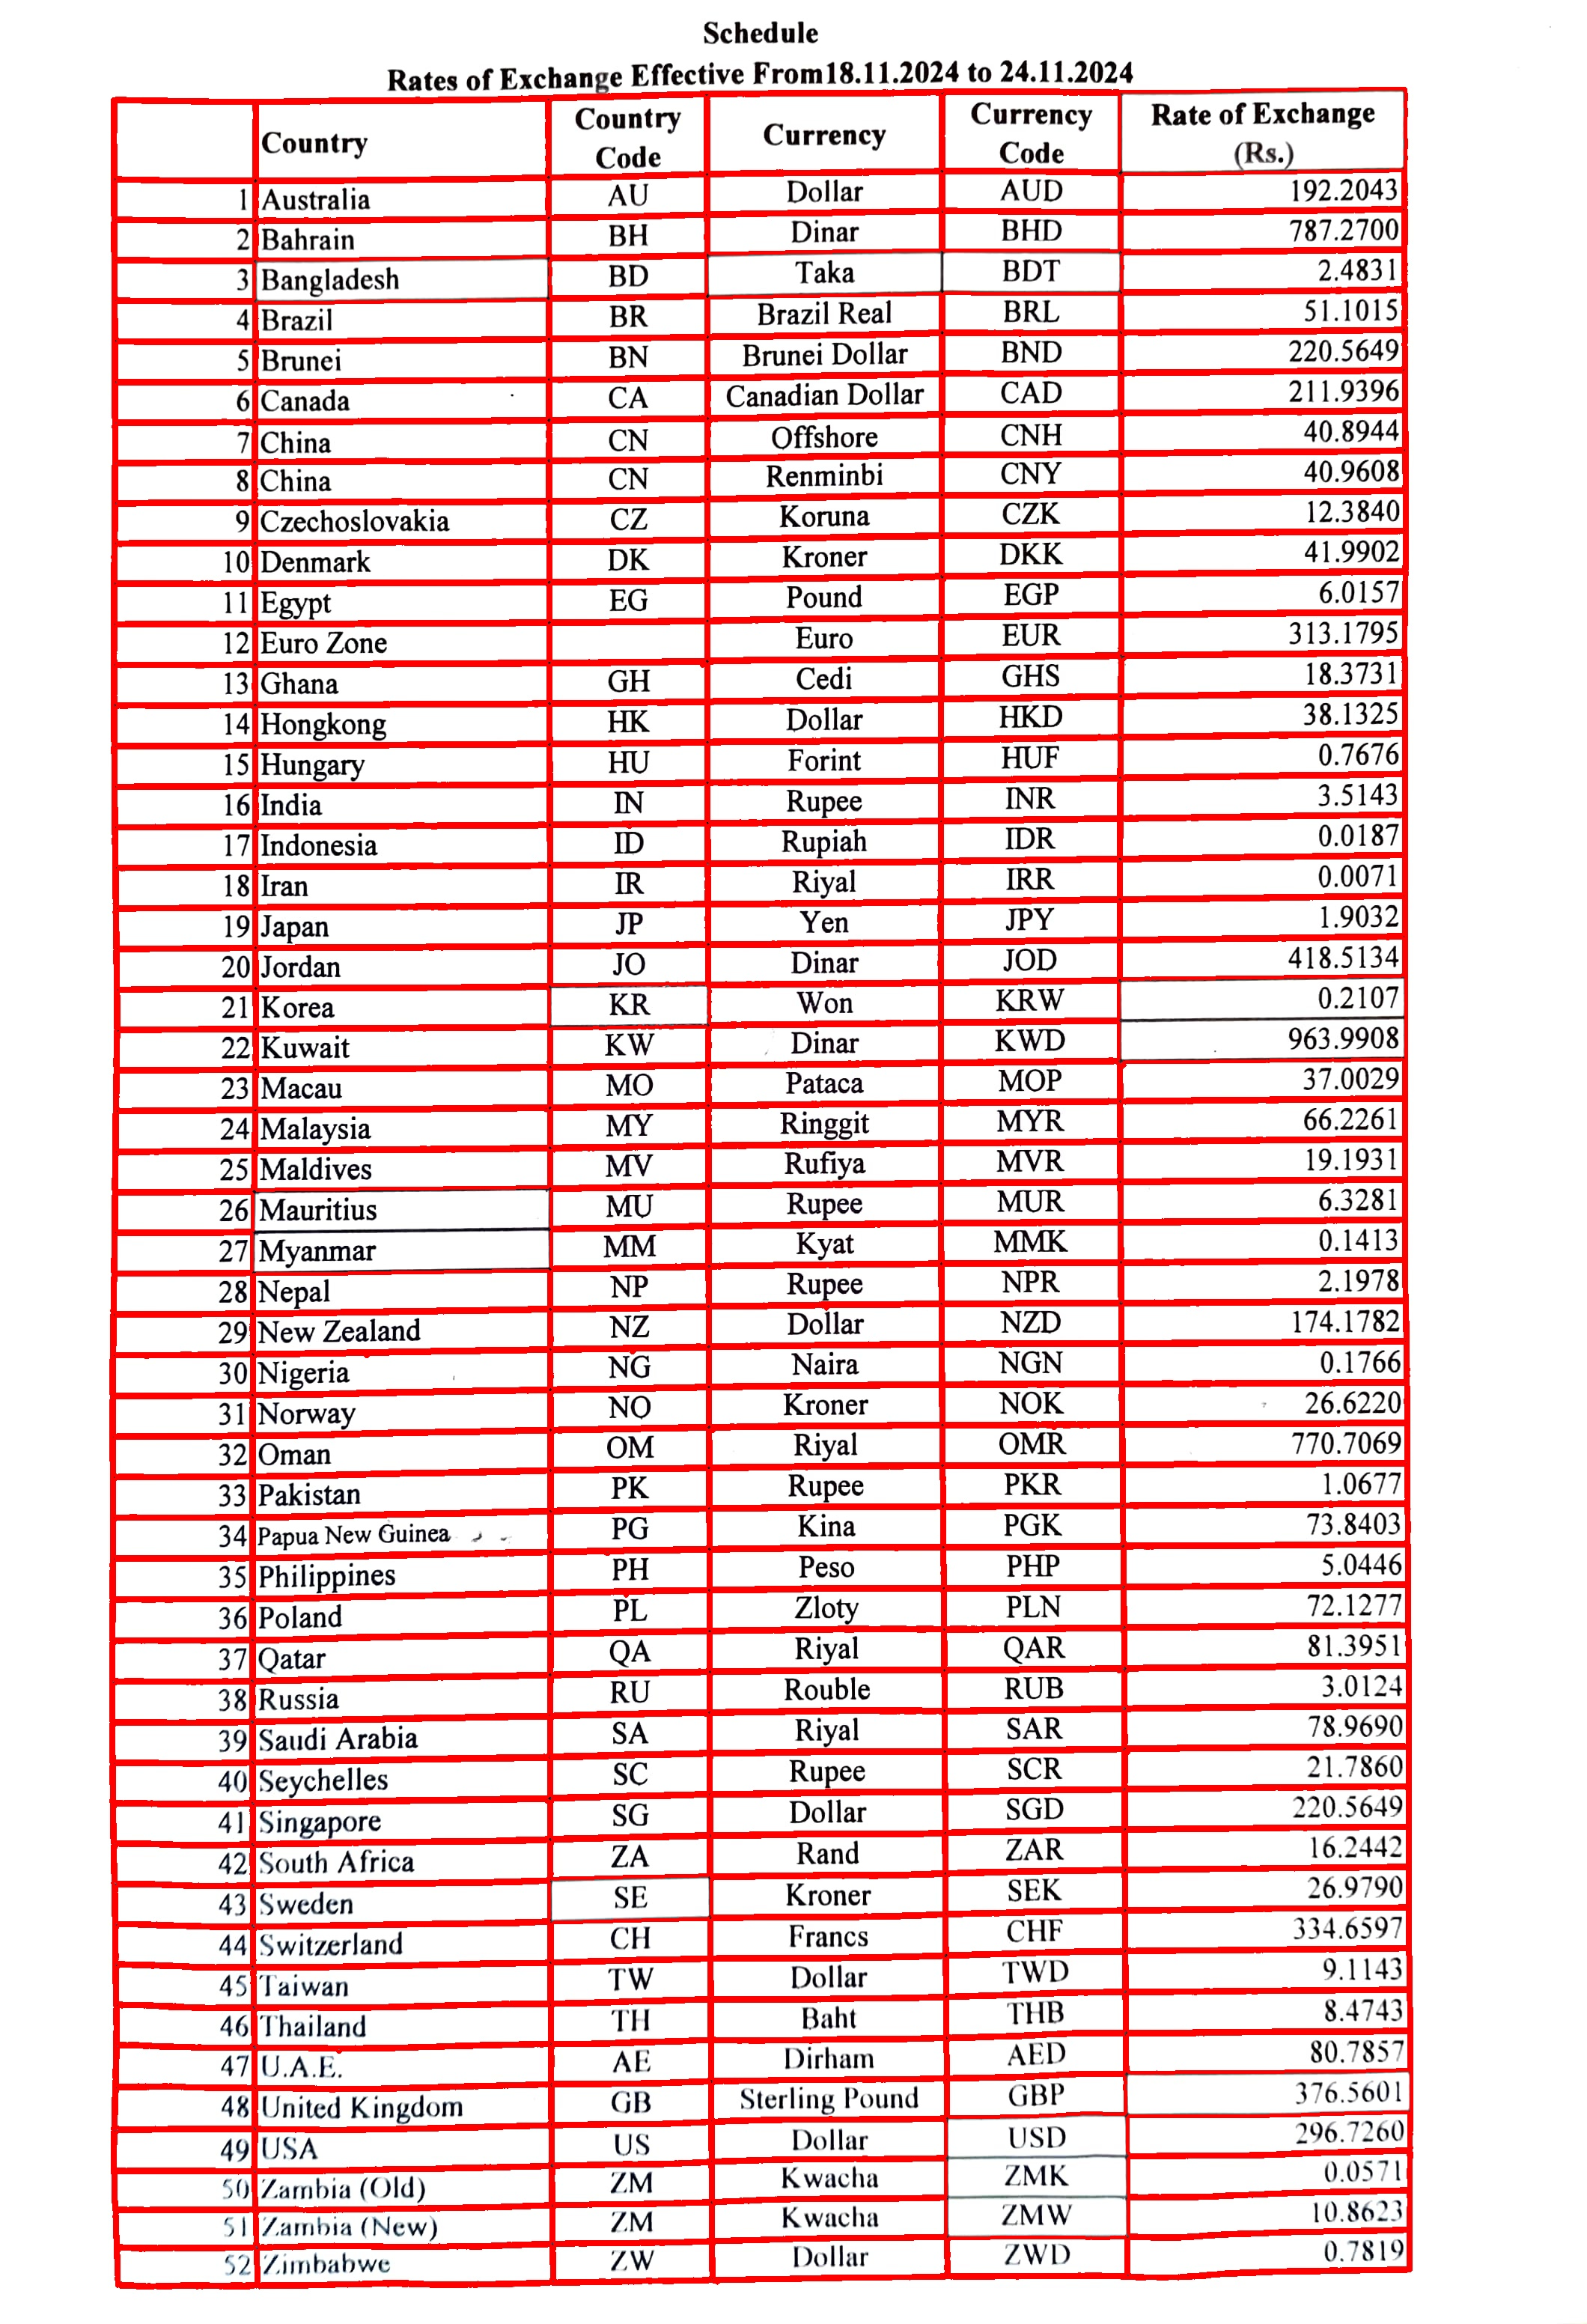 Schedule
Rates of Exchange Effective From18.11.2024 to 24.11.2024
Country Country Code Currency Currency Code Rate of Exchange (Rs.)
1 Australia AU Dollar AUD 192.2043
2 Bahrain BH Dinar BHD 787.2700
3 Bangladesh BD Taka BDT 2.4831
4 Brazil BR Brazil Real BRL 51.1015
5 Brunei BN Brunei Dollar BND 220.5649
6 Canada CA Canadian Dollar CAD 211.9396
7 China CN Offshore CNH 40.8944
8 China CN Renminbi CNY 40.9608
9 Czechoslovakia CZ Koruna CZK 12.3840
10 Denmark DK Kroner DKK 41.9902
11 Egypt EG Pound EGP 6.0157
12 Euro Zone Euro EUR 313.1795
13 Ghana GH Cedi GHS 18.3731
14 Hongkong HK Dollar HKD 38.1325
15 Hungary HU Forint HUF 0.7676
16 India IN Rupee INR 3.5143
17 Indonesia ID Rupiah IDR 0.0187
18 Iran IR Riyal IRR 0.0071
19 Japan JP Yen JPY 1.9032
20 Jordan JO Dinar JOD 418.5134
21 Korea KR Won KRW 0.2107
22 Kuwait KW Dinar KWD 963.9908
23 Macau MO Pataca MOP 37.0029
24 Malaysia MY Ringgit MYR 66.2261
25 Maldives MV Rufiya MVR 19.1931
26 Mauritius MU Rupee MUR 6.3281
27 Myanmar MM Kyat MMK 0.1413
28 Nepal NP Rupee NPR 2.1978
29 New Zealand NZ Dollar NZD 174.1782
30 Nigeria NG Naira NGN 0.1766
31 Norway NO Kroner NOK 26.6220
32 Oman OM Riyal OMR 770.7069
33 Pakistan PK Rupee PKR 1.0677
34 Papua New Guinea PG Kina PGK 73.8403
35 Philippines PH Peso PHP 5.0446
36 Poland PL Zloty PLN 72.1277
37 Qatar QA Riyal QAR 81.3951
38 Russia RU Rouble RUB 3.0124
39 Saudi Arabia SA Riyal SAR 78.9690
40 Seychelles SC Rupee SCR 21.7860
41 Singapore SG Dollar SGD 220.5649
42 South Africa ZA Rand ZAR 16.2442
43 Sweden SE Kroner SEK 26.9790
44 Switzerland CH Francs CHF 334.6597
45 Taiwan TW Dollar TWD 9.1143
46 Thailand TH Baht THB 8.4743
47 U.A.E. AE Dirham AED 80.7857
48 United Kingdom GB Sterling Pound GBP 376.5601
49 USA US Dollar USD 296.7260
50 Zambia (Old) ZM Kwacha ZMK 0.0571
51 Zambia (New) ZM Kwacha ZMW 10.8623
52 Zimbabwe ZW Dollar ZWD 0.7819